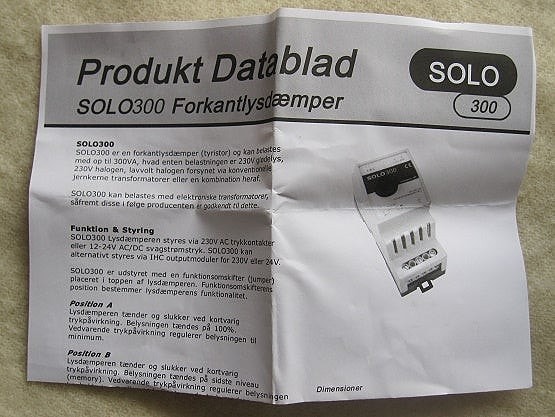 Produkt Datablad
SOLO300 Forkantlysdæmper
SOLO
300
SOLO300
SOLO300 er en forkantlysdæmper (tyristor) og kan belastes
med op til 300VA, hvad enten belastningen er 230V glødelys,
230V halogen, lavvolt halogen forsynet via konventionelle
jernkerne transformatorer eller en kombination heraf.
SOLO300 kan belastes med elektroniske transformatorer,
såfremt disse i følge producenten er godkendt til dette.
Funktion & Styring
SOLO300 Lysdæmperen styres via 230V AC trykkontakter
eller 12-24V AC/DC svagstrømstryk. SOLO300 kan
alternativt styres via IHC outputmoduler for 230V eller 24V.
SOLO300 er udstyret med en funktionsomskifter (jumper)
placeret i toppen af lysdæmperen. Funktionsomskifterens
position bestemmer lysdæmperens funktionalitet.
Position A
Lysdæmperen tænder og slukker ved kortvarig
trykpåvirkning. Belysningen tændes på 100%.
Vedvarende trykpåvirkning regulerer belysningen til
minimum.
Position B
Lysdæmperen tænder og slukker ved kortvarig
trykpåvirkning. Belysningen tændes på sidste niveau
(memory). Vedvarende trykpåvirkning regulerer
SOLO300
Dimensioner